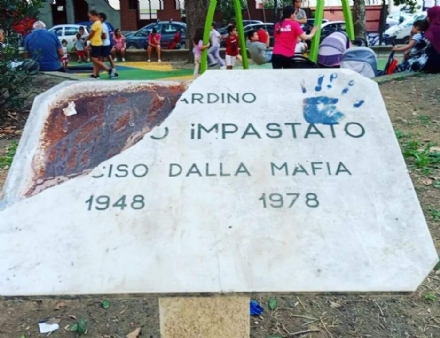 ARDINO
O iMPASTATO
CISO DALLA MAFIA
1948 1978